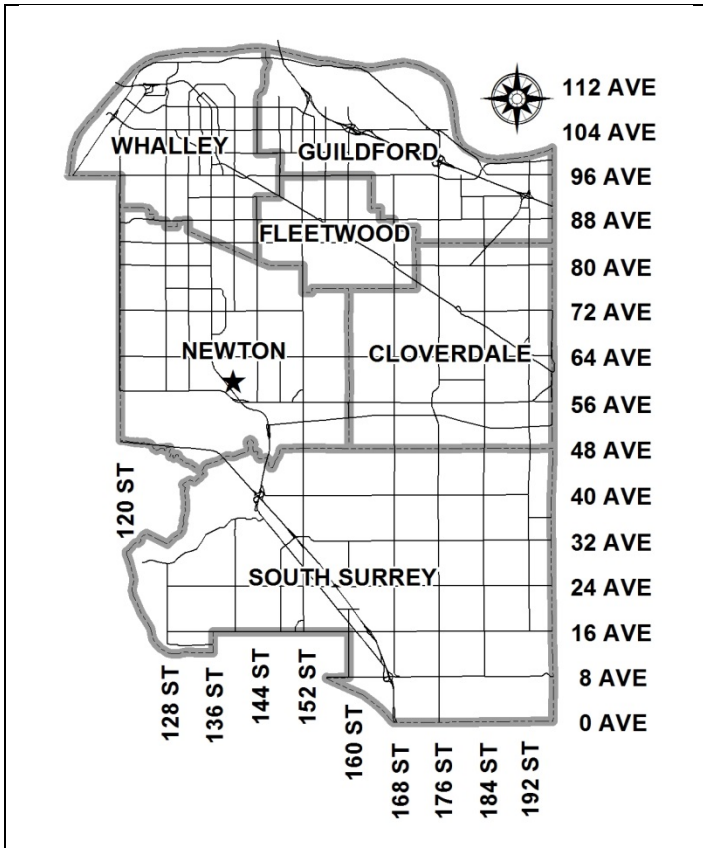 112 AVE
104 AVE
WHALLEY
GUILDFORD
96 AVE
88 AVE
FLEETWOOD
80 AVE
72 AVE
NEWTON
CLOVERDALE
64 AVE
56 AVE
48 AVE
120 ST
40 AVE
32 AVE
SOUTH SURREY
24 AVE
16 AVE
128 ST
136 ST
144 ST
152 ST
160 ST
8 AVE
0 AVE
168 ST
176 ST
184 ST
192 ST